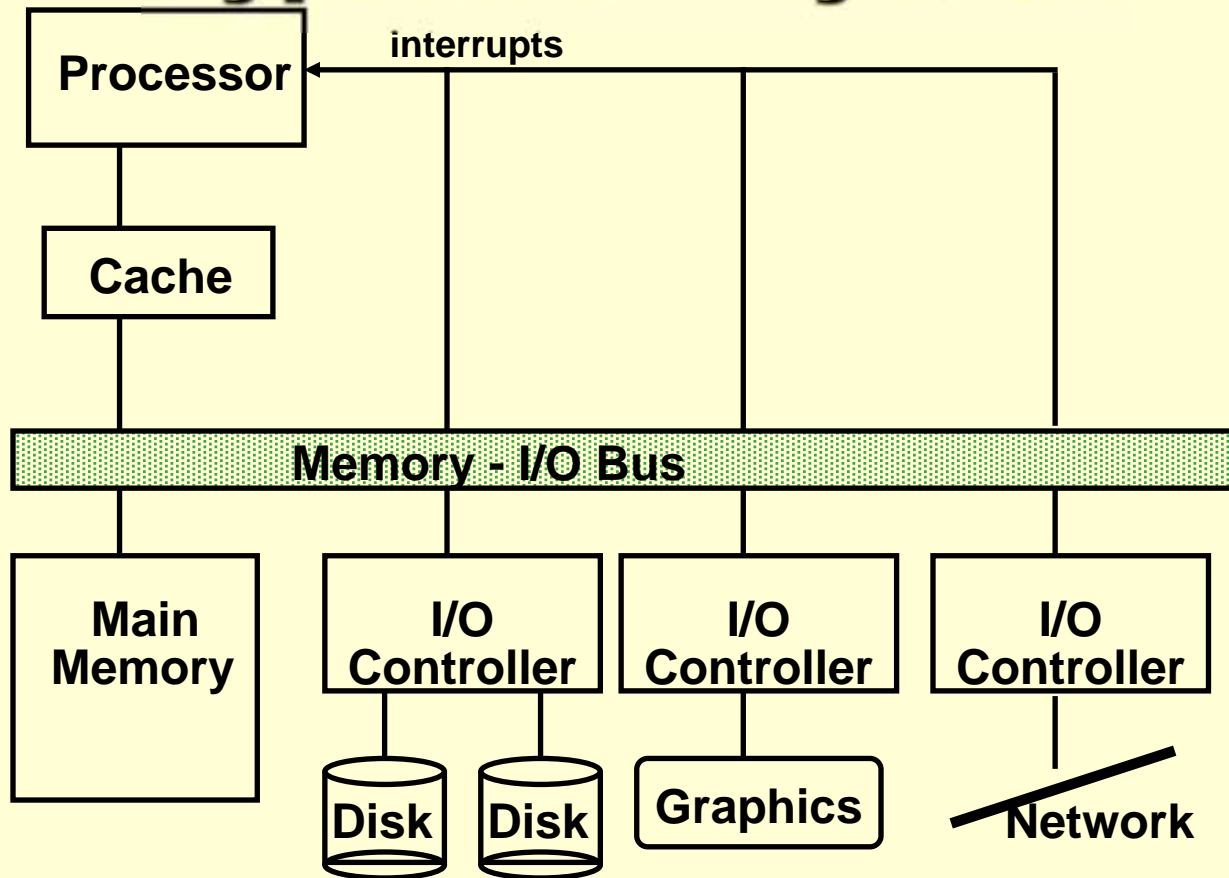 interrupts
Processor
Cache
Memory - I/O Bus
Main
Memory
I/O
Controller
I/O
Controller
I/O
Controller
Disk
Disk
Graphics
Network